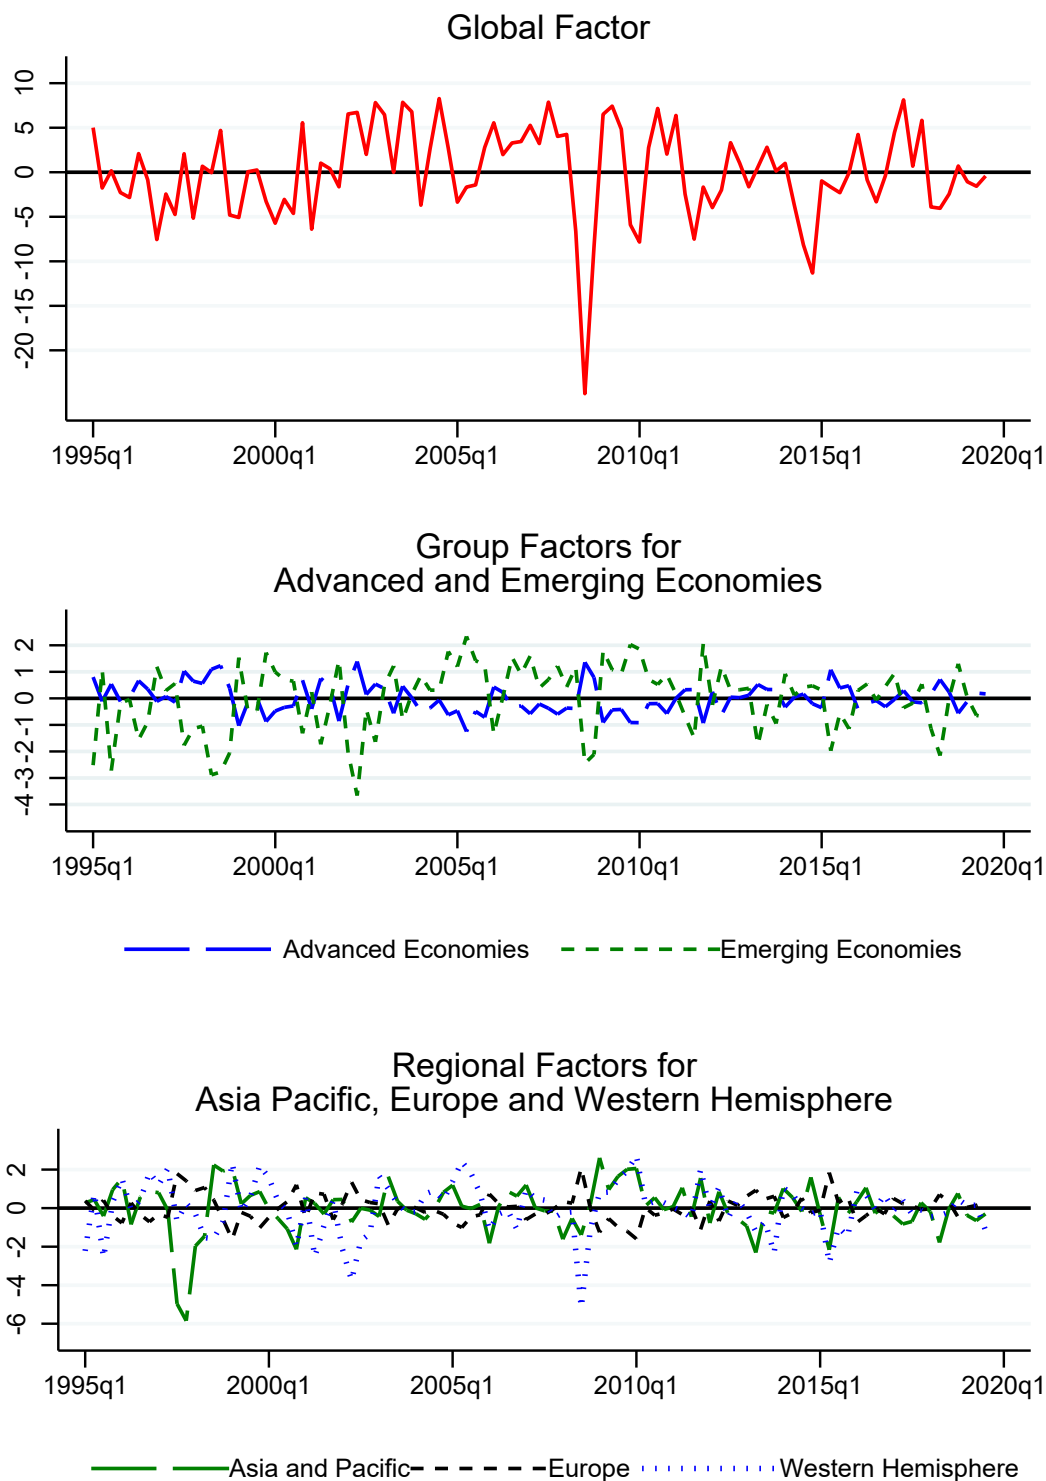 Global Factor
10
5
0
-5
-10
-15
-20
1995q1 2000q1 2005q1 2010q1 2015q1 2020q1
Group Factors for
Advanced and Emerging Economies
2
1
0
-1
-2
-3
-4
1995q1 2000q1 2005q1 2010q1 2015q1 2020q1
Advanced Economies Emerging Economies
Regional Factors for
Asia Pacific, Europe and Western Hemisphere
2
0
-2
-4
-6
1995q1 2000q1 2005q1 2010q1 2015q1 2020q1
Asia and Pacific Europe Western Hemisphere